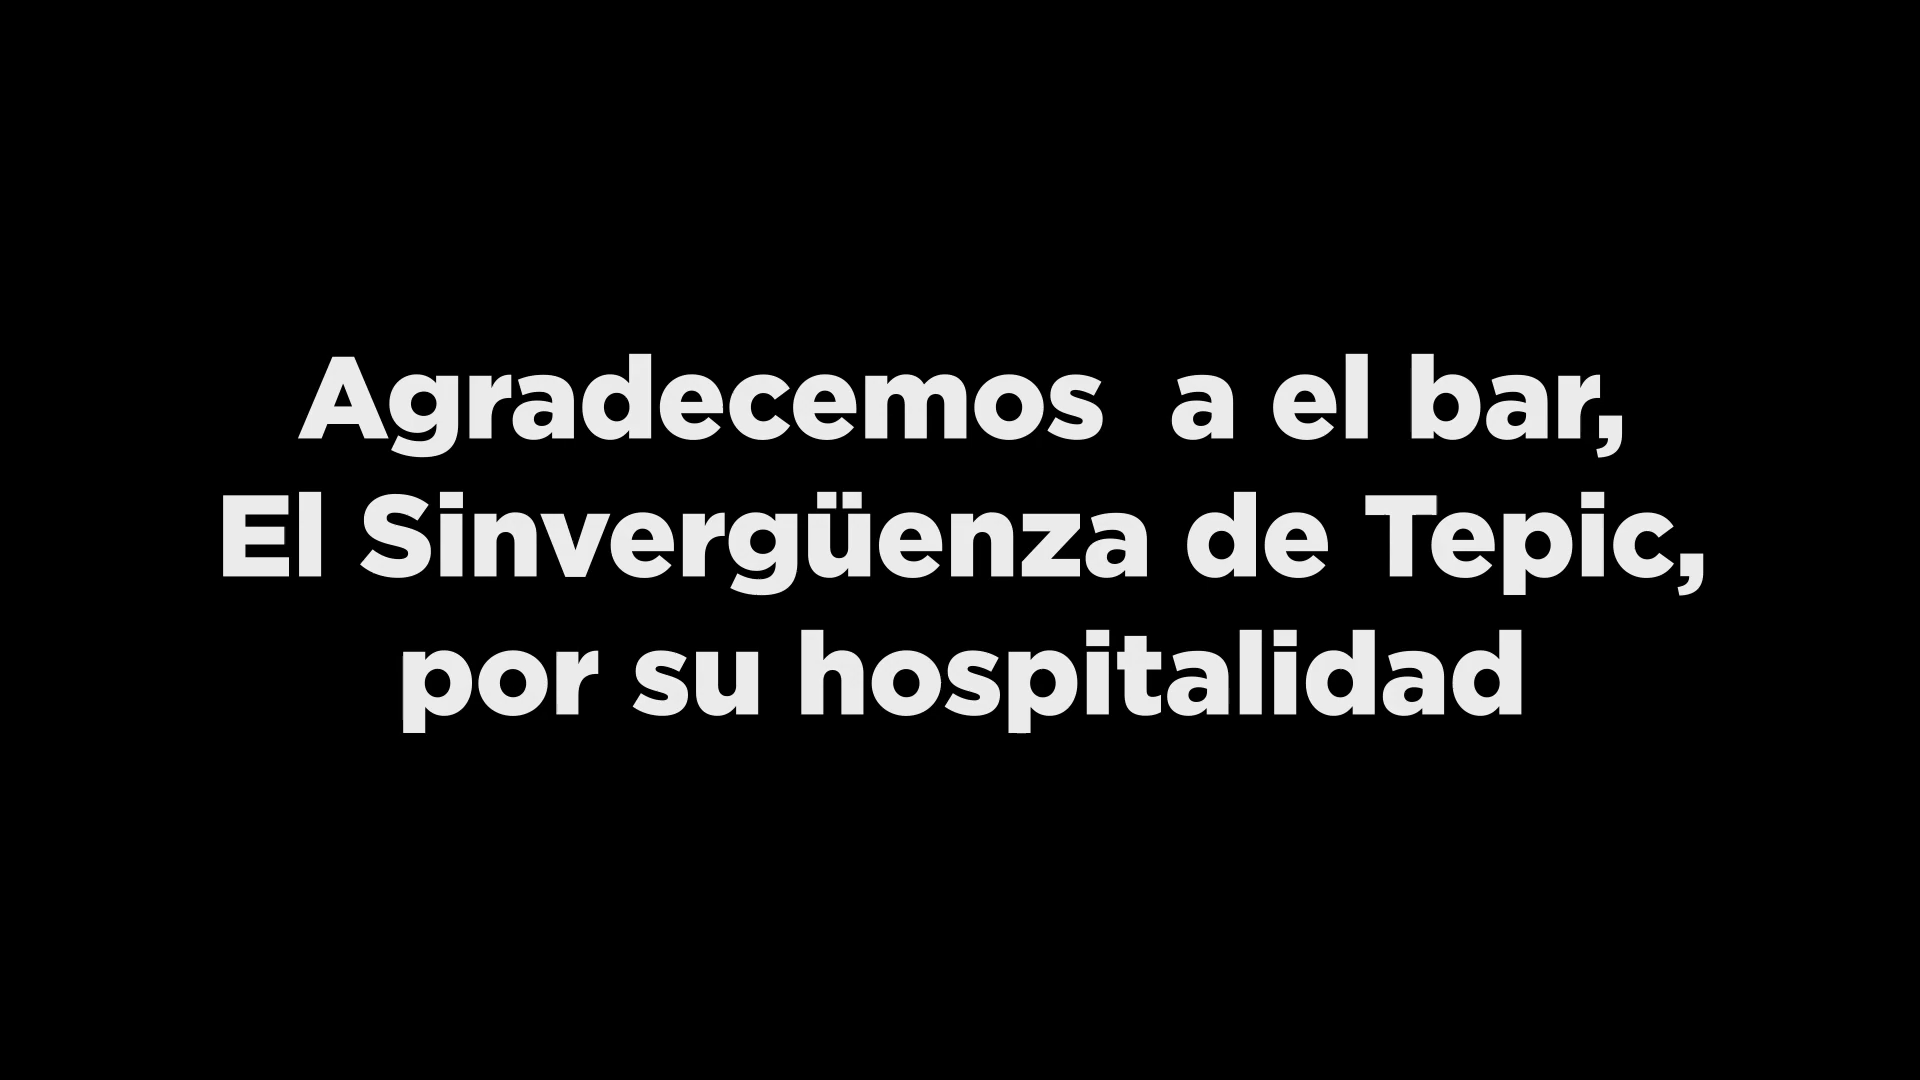 Agradecemos  a el bar,
El Sinvergüenza de Tepic,
por su hospitalidad